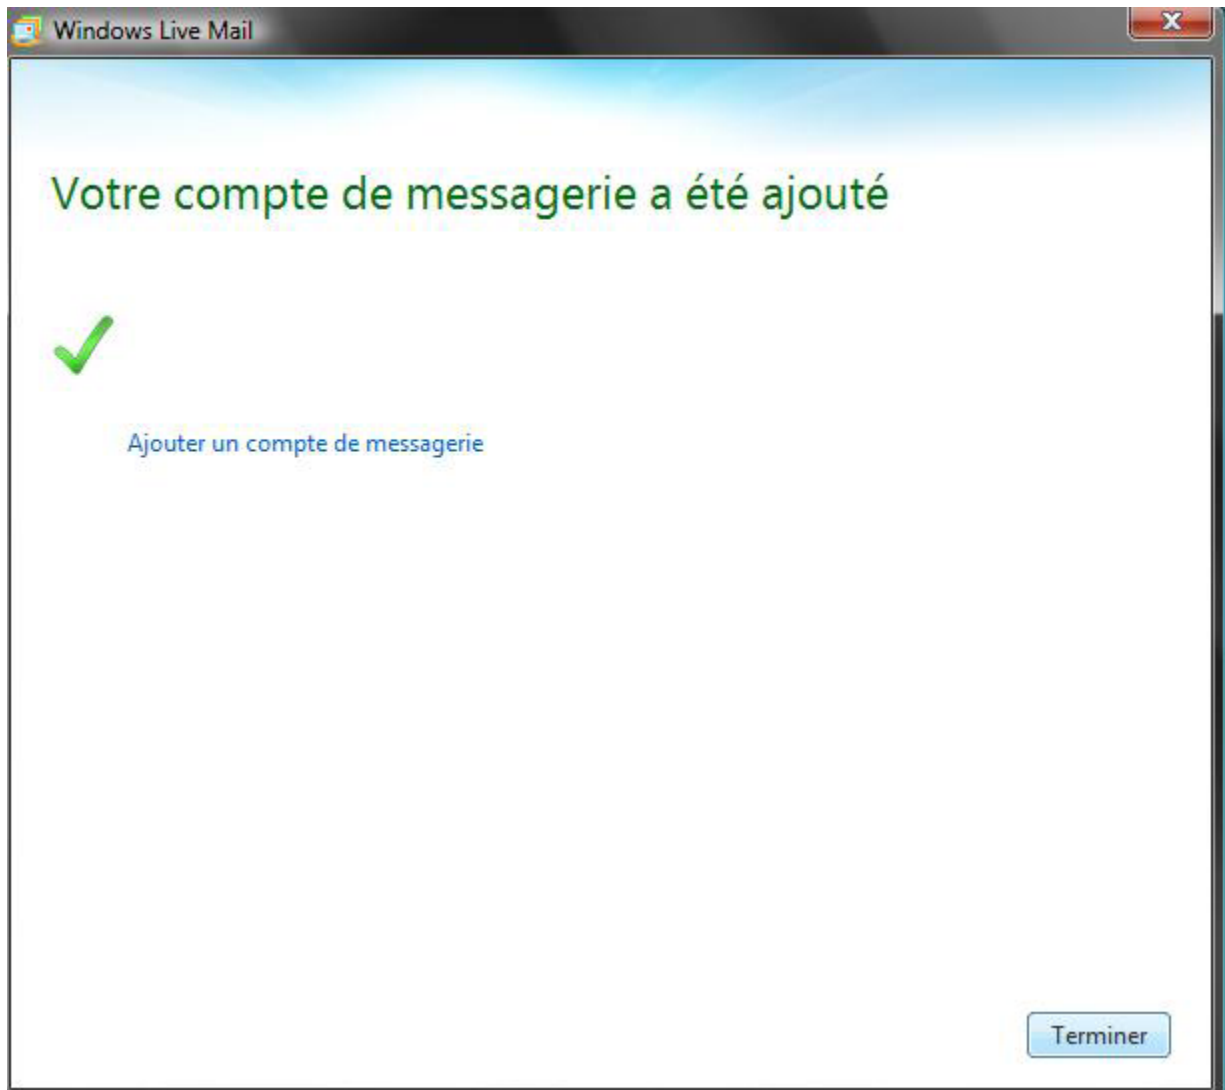 Windows Live Mail
Votre compte de messagerie a été ajouté
Ajouter un compte de messagerie
Terminer